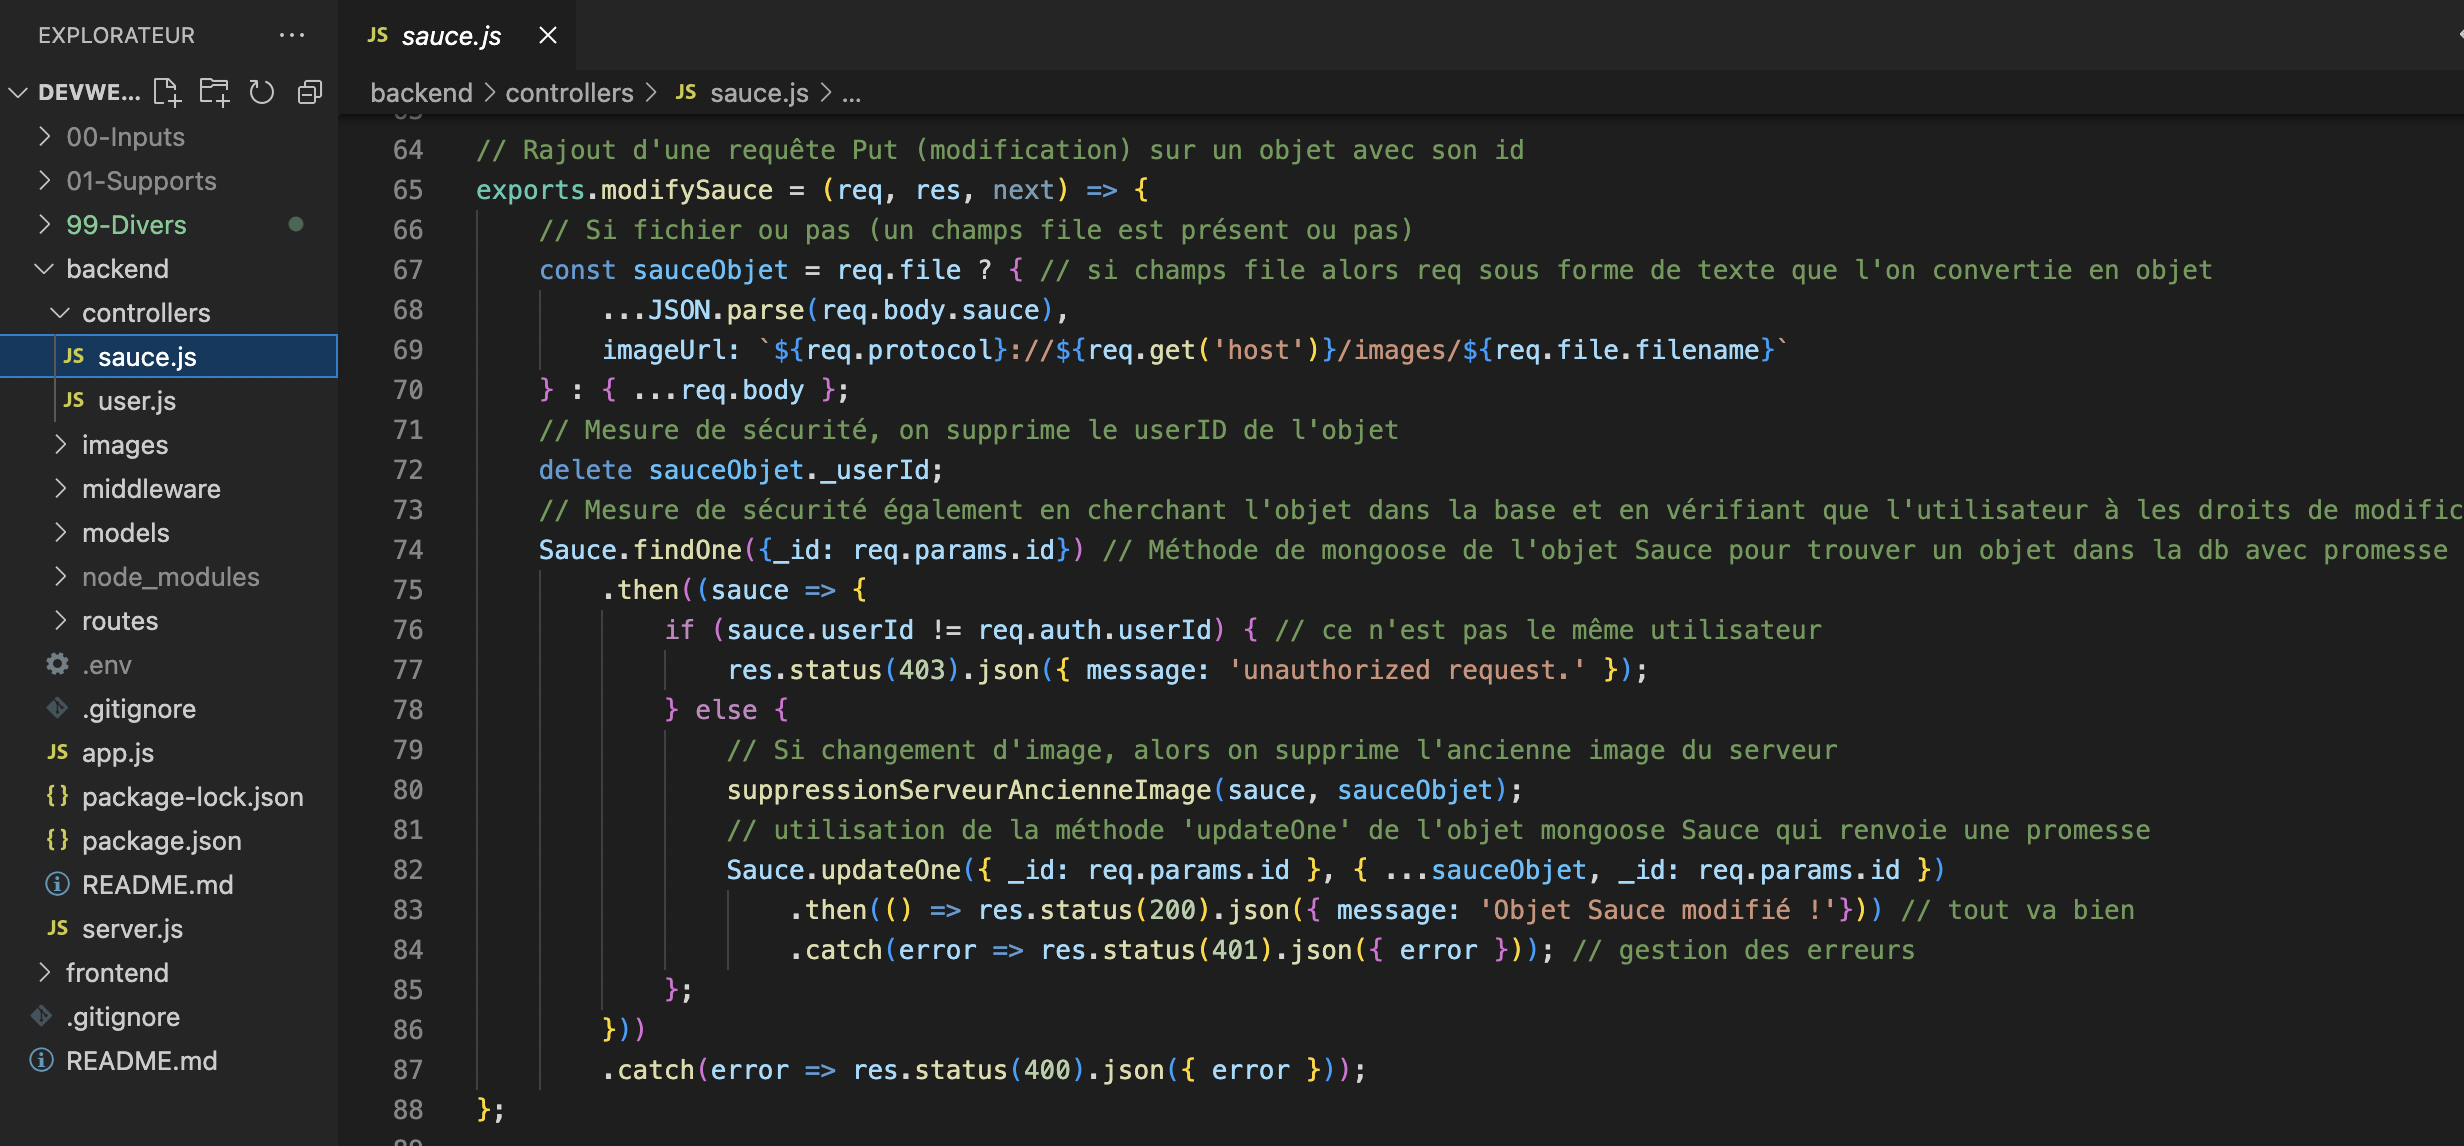 EXPLORATEUR
DEVWE...
00-Inputs
01-Supports
99-Divers
backend
controllers
JS sauce.js
JS user.js
images
middleware
models
node_modules
routes
.env
.gitignore
JS app.js
{} package-lock.json
{} package.json
README.md
JS server.js
frontend
.gitignore
README.md
JS sauce.js
backend > controllers > JS sauce.js > ...
64 // Rajout d'une requête Put (modification) sur un objet avec son id
65 exports.modifySauce = (req, res, next) => {
66     // Si fichier ou pas (un champs file est présent ou pas)
67     const sauceObjet = req.file ? { // si champs file alors req sous forme de texte que l'on convertie en objet
68         ...JSON.parse(req.body.sauce),
69         imageUrl: `${req.protocol}://${req.get('host')}/images/${req.file.filename}`
70     } : { ...req.body };
71     // Mesure de sécurité, on supprime le userID de l'objet
72     delete sauceObjet._userId;
73     // Mesure de sécurité également en cherchant l'objet dans la base et en vérifiant que l'utilisateur à les droits de modific
74     Sauce.findOne({_id: req.params.id}) // Méthode de mongoose de l'objet Sauce pour trouver un objet dans la db avec promesse
75         .then((sauce => {
76             if (sauce.userId != req.auth.userId) { // ce n'est pas le même utilisateur
77                 res.status(403).json({ message: 'unauthorized request.' });
78             } else {
79                 // Si changement d'image, alors on supprime l'ancienne image du serveur
80                 suppressionServeurAncienneImage(sauce, sauceObjet);
81                 // utilisation de la méthode 'updateOne' de l'objet mongoose Sauce qui renvoie une promesse
82                 Sauce.updateOne({ _id: req.params.id }, { ...sauceObjet, _id: req.params.id })
83                     .then(() => res.status(200).json({ message: 'Objet Sauce modifié !'})) // tout va bien
84                     .catch(error => res.status(401).json({ error })); // gestion des erreurs
85             };
86         }))
87         .catch(error => res.status(400).json({ error }));
88 };